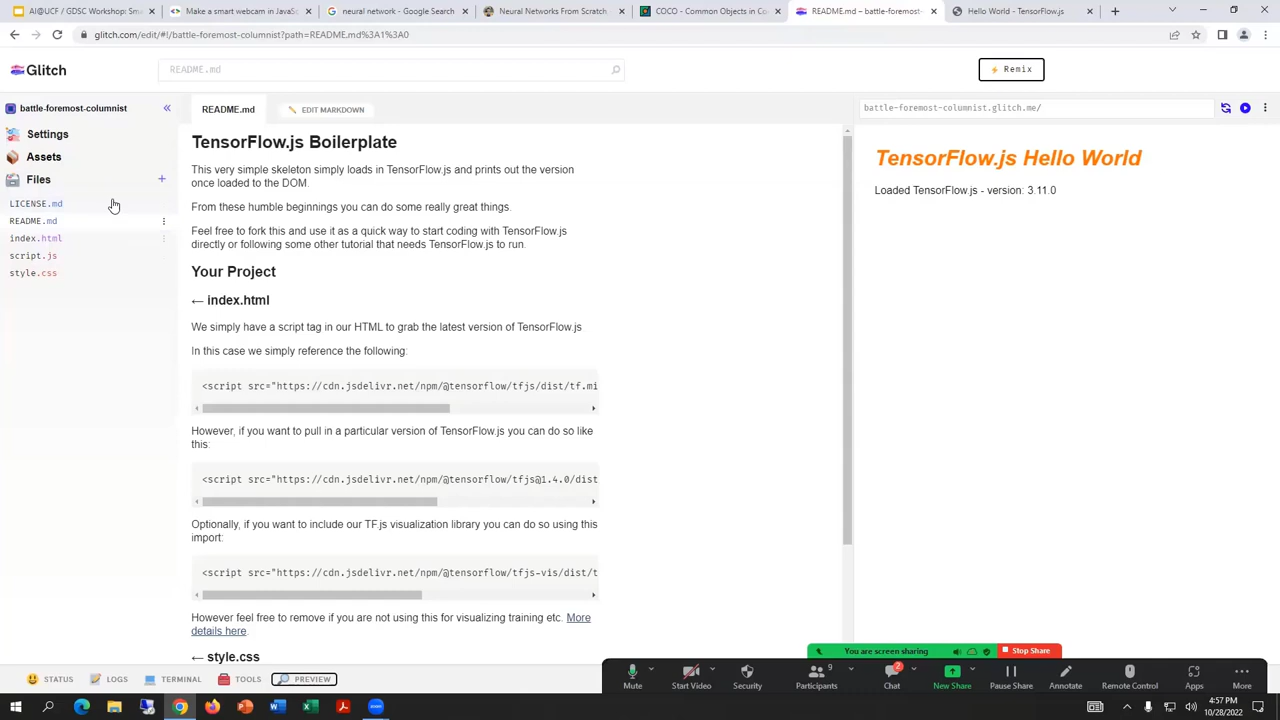 AI@UCF / GDSC Workshop: Sma
Make a smart webcam in JavaSc
neural network - Google Search
Neural Networks From Scratch
COCO - Common Objects in Co
README.md – battle-foremost-c
Hello World - TensorFlow.js
glitch.com/edit/#!/battle-foremost-columnist?path=README.md%3A1%3A0
Glitch
README.md
Remix
battle-foremost-columnist
README.md
EDIT MARKDOWN
battle-foremost-columnist.glitch.me/
Settings
Assets
Files
LICENSE.md
README.md
index.html
script.js
style.css
TensorFlow.js Boilerplate
This very simple skeleton simply loads in TensorFlow.js and prints out the version
once loaded to the DOM.
From these humble beginnings you can do some really great things.
Feel free to fork this and use it as a quick way to start coding with TensorFlow.js
directly or following some other tutorial that needs TensorFlow.js to run.
Your Project
← index.html
We simply have a script tag in our HTML to grab the latest version of TensorFlow.js
In this case we simply reference the following:
<script src="https://cdn.jsdelivr.net/npm/@tensorflow/tfjs/dist/tf.mi
However, if you want to pull in a particular version of TensorFlow.js you can do so like
this:
<script src="https://cdn.jsdelivr.net/npm/@tensorflow/tfjs@1.4.0/dist
Optionally, if you want to include our TF.js visualization library you can do so using this
import:
<script src="https://cdn.jsdelivr.net/npm/@tensorflow/tfjs-vis/dist/t
However feel free to remove if you are not using this for visualizing training etc. More
details here.
← style.css
TensorFlow.js Hello World
Loaded TensorFlow.js - version: 3.11.0
STATUS
LOGS
TERMINAL
TOOLS
PREVIEW
You are screen sharing
Stop Share
Mute
Start Video
Security
9
Participants
2
Chat
New Share
Pause Share
Annotate
Remote Control
Apps
More
4:57 PM
10/28/2022